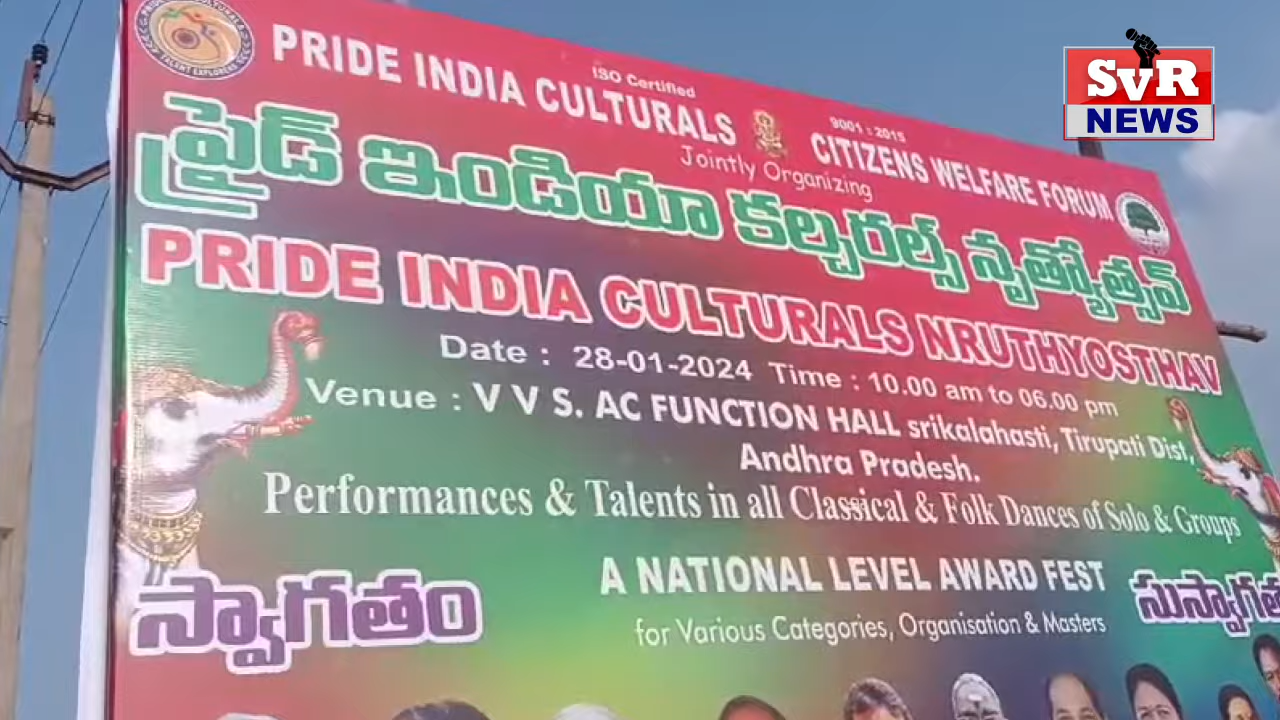 SVR
NEWS
PRIDE INDIA CULTURALS
ISO Certified
9001 : 2015
CITIZENS WELFARE FORUM
Jointly Organizing
TALENT EXPLORERS
ప్రైడ్ ఇండియా కల్చరల్స్ నృత్యోత్సవ్
PRIDE INDIA CULTURALS NRUTHYOSTHAV
Date : 28-01-2024 Time : 10.00 am to 06.00 pm
Venue : V V S. AC FUNCTION HALL srikalahasti, Tirupati Dist,
Andhra Pradesh.
Performances & Talents in all Classical & Folk Dances of Solo & Groups
స్వాగతం
A NATIONAL LEVEL AWARD FEST
for Various Categories, Organisation & Masters